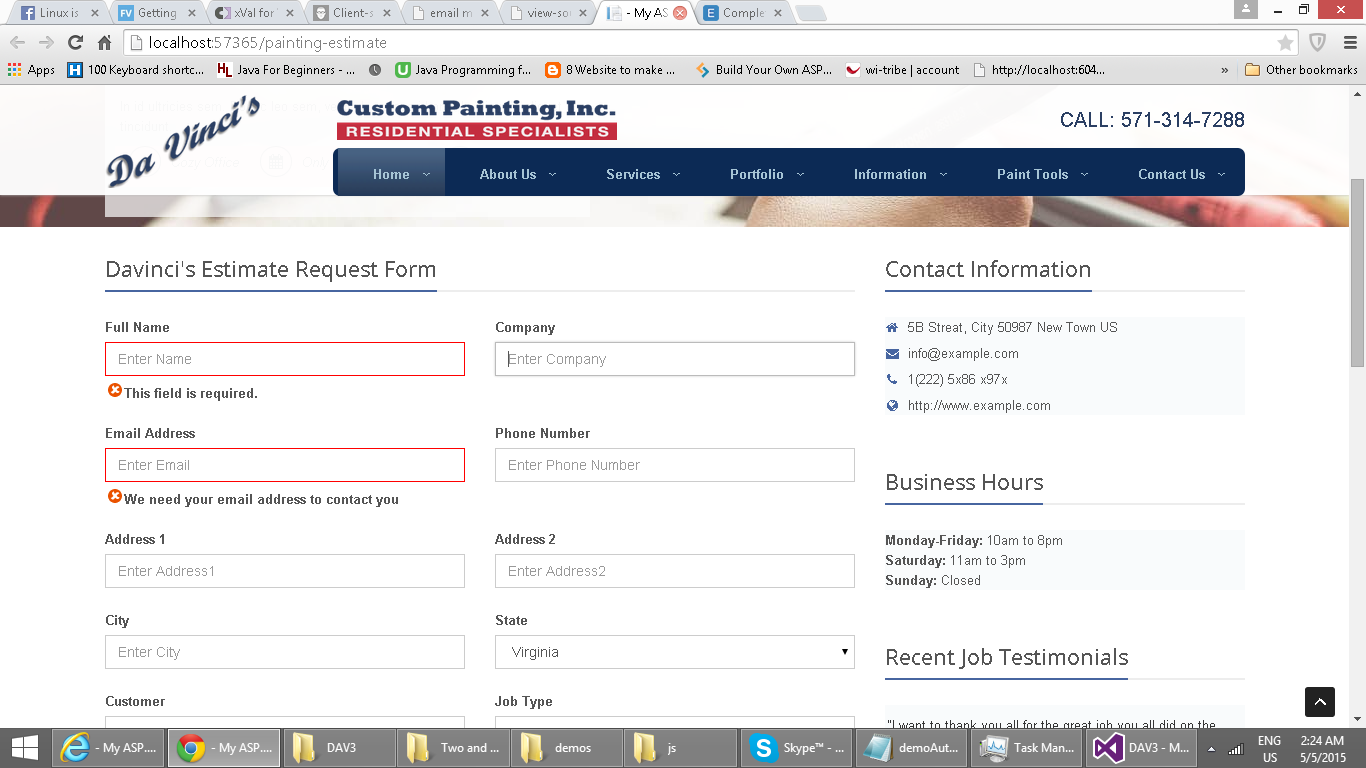 Linux is
Getting
xVal for
Client-s
email m
view-so
- My AS
Comple
localhost:57365/painting-estimate
Apps
100 Keyboard shortc...
Java For Beginners - ...
Java Programming f...
8 Website to make ...
Build Your Own ASP...
wi-tribe | account
http://localhost:604...
»
Other bookmarks
Da Vinci's
Custom Painting, Inc.
RESIDENTIAL SPECIALISTS
CALL: 571-314-7288
Home
About Us
Services
Portfolio
Information
Paint Tools
Contact Us
Davinci's Estimate Request Form
Full Name
Company
Enter Name
Enter Company
This field is required.
Email Address
Phone Number
Enter Email
Enter Phone Number
We need your email address to contact you
Address 1
Address 2
Enter Address1
Enter Address2
City
State
Enter City
Virginia
Customer
Job Type
Contact Information
5B Streat, City 50987 New Town US
info@example.com
1(222) 5x86 x97x
http://www.example.com
Business Hours
Monday-Friday: 10am to 8pm
Saturday: 11am to 3pm
Sunday: Closed
Recent Job Testimonials
"I want to thank you all for the great job you all did on the
- My ASP....
- My ASP....
DAV3
Two and ...
demos
js
Skype™ - ...
demoAut...
Task Man...
DAV3 - M...
ENG
US
2:24 AM
5/5/2015